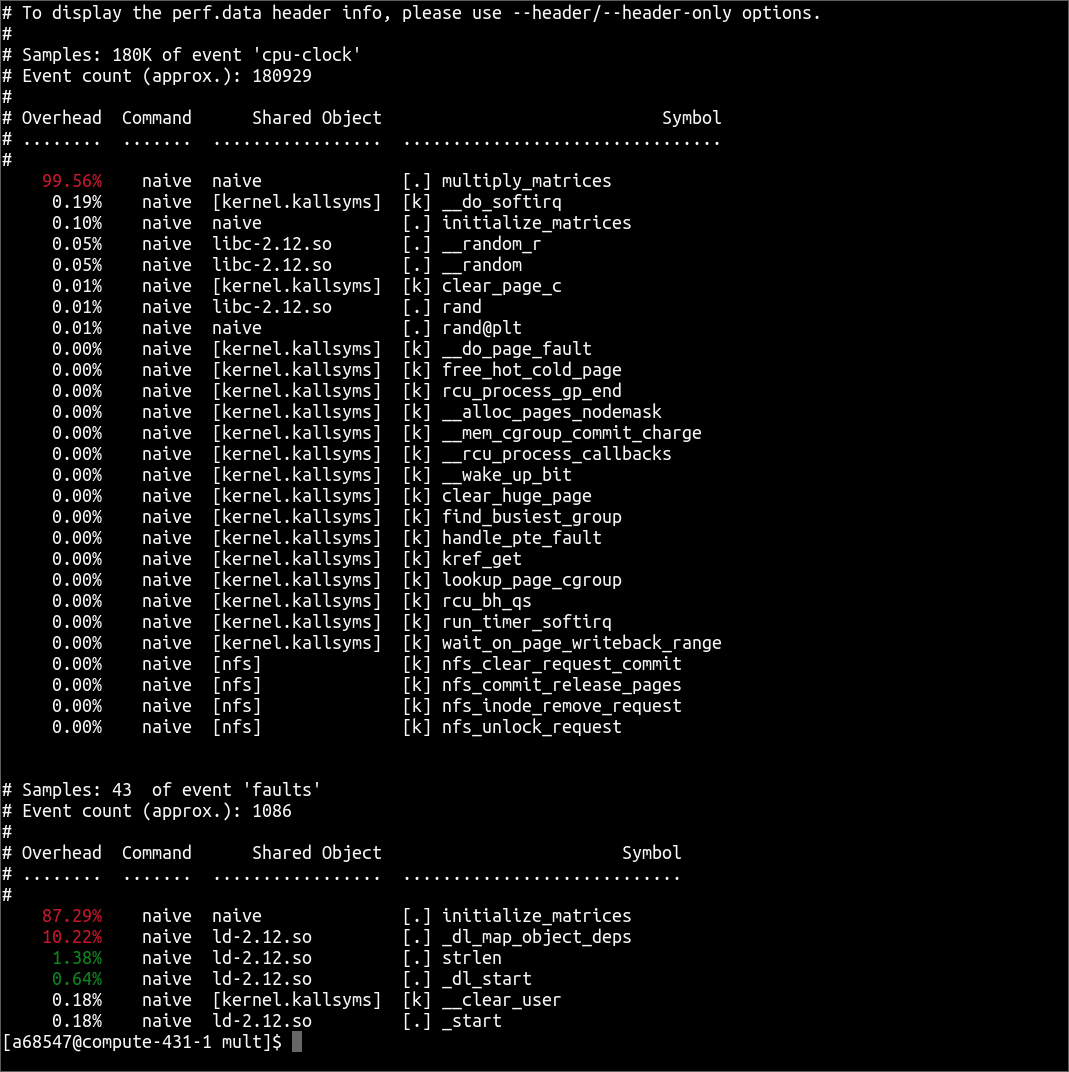 # To display the perf.data header info, please use --header/--header-only options.
#
# Samples: 180K of event 'cpu-clock'
# Event count (approx.): 180929
#
# Overhead  Command      Shared Object                            Symbol
# ........  .......  .................  ................................
#
    99.56%    naive  naive              [.] multiply_matrices
     0.19%    naive  [kernel.kallsyms]  [k] __do_softirq
     0.10%    naive  naive              [.] initialize_matrices
     0.05%    naive  libc-2.12.so       [.] __random_r
     0.05%    naive  libc-2.12.so       [.] __random
     0.01%    naive  [kernel.kallsyms]  [k] clear_page_c
     0.01%    naive  libc-2.12.so       [.] rand
     0.01%    naive  naive              [.] rand@plt
     0.00%    naive  [kernel.kallsyms]  [k] __do_page_fault
     0.00%    naive  [kernel.kallsyms]  [k] free_hot_cold_page
     0.00%    naive  [kernel.kallsyms]  [k] rcu_process_gp_end
     0.00%    naive  [kernel.kallsyms]  [k] __alloc_pages_nodemask
     0.00%    naive  [kernel.kallsyms]  [k] __mem_cgroup_commit_charge
     0.00%    naive  [kernel.kallsyms]  [k] __rcu_process_callbacks
     0.00%    naive  [kernel.kallsyms]  [k] __wake_up_bit
     0.00%    naive  [kernel.kallsyms]  [k] clear_huge_page
     0.00%    naive  [kernel.kallsyms]  [k] find_busiest_group
     0.00%    naive  [kernel.kallsyms]  [k] handle_pte_fault
     0.00%    naive  [kernel.kallsyms]  [k] kref_get
     0.00%    naive  [kernel.kallsyms]  [k] lookup_page_cgroup
     0.00%    naive  [kernel.kallsyms]  [k] rcu_bh_qs
     0.00%    naive  [kernel.kallsyms]  [k] run_timer_softirq
     0.00%    naive  [kernel.kallsyms]  [k] wait_on_page_writeback_range
     0.00%    naive  [nfs]              [k] nfs_clear_request_commit
     0.00%    naive  [nfs]              [k] nfs_commit_release_pages
     0.00%    naive  [nfs]              [k] nfs_inode_remove_request
     0.00%    naive  [nfs]              [k] nfs_unlock_request
# Samples: 43  of event 'faults'
# Event count (approx.): 1086
#
# Overhead  Command      Shared Object                        Symbol
# ........  .......  .................  ............................
#
    87.29%    naive  naive              [.] initialize_matrices
    10.22%    naive  ld-2.12.so         [.] _dl_map_object_deps
     1.38%    naive  ld-2.12.so         [.] strlen
     0.64%    naive  ld-2.12.so         [.] _dl_start
     0.18%    naive  [kernel.kallsyms]  [k] __clear_user
     0.18%    naive  ld-2.12.so         [.] _start
[a68547@compute-431-1 mult]$